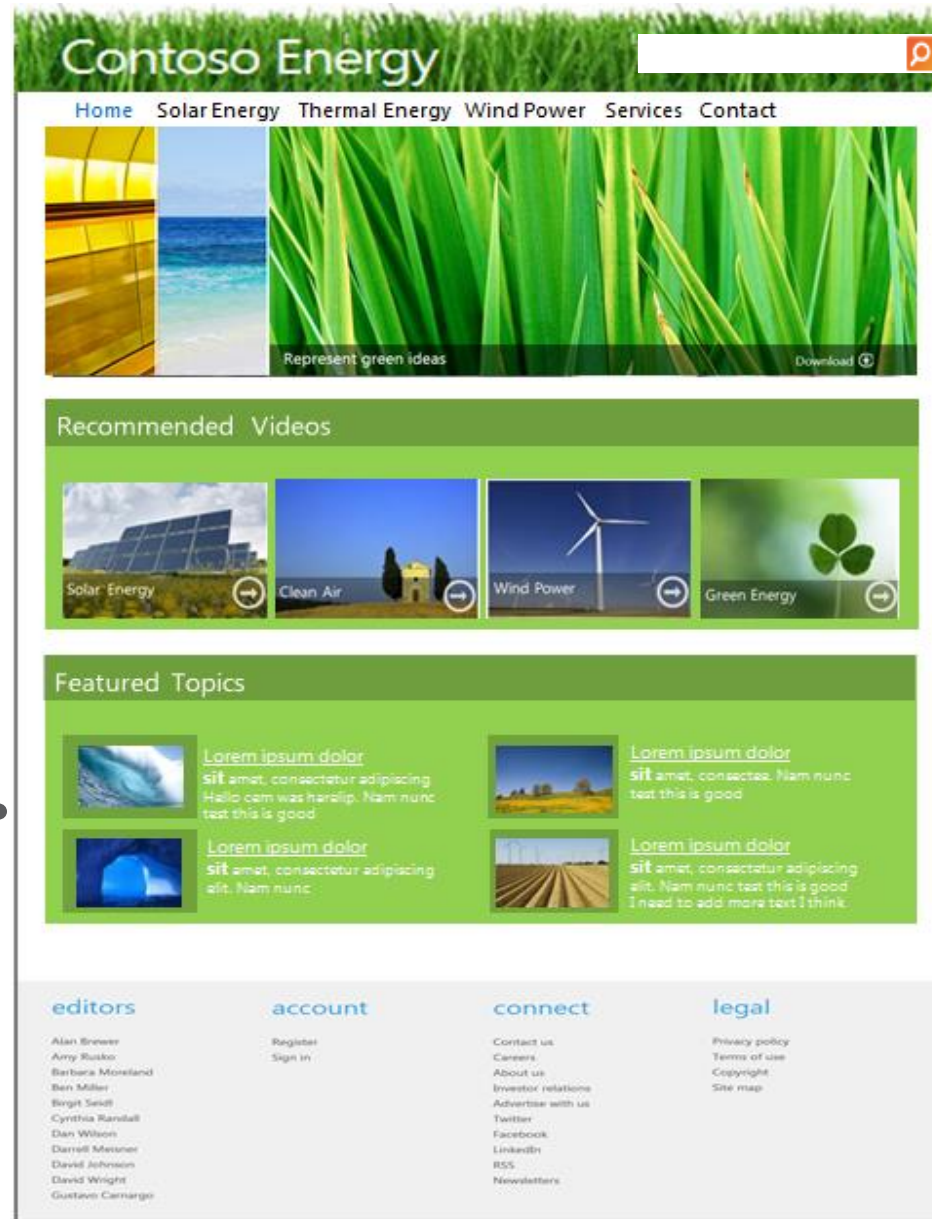 Contoso Energy
Home Solar Energy Thermal Energy Wind Power Services Contact
Represent green ideas
Download
Recommended Videos
Solar Energy
Clean Air
Wind Power
Green Energy
Featured Topics
Lorem ipsum dolor
sit amet, consectetur adipiscing
Hallo cam was harelip. Nam nunc
test this is good
Lorem ipsum dolor
sit amet, consectea. Nam nunc
test this is good
Lorem ipsum dolor
sit amet, consectetur adipiscing
elit. Nam nunc
Lorem ipsum dolor
sit amet, consectetur adipiscing
elit. Nam nunc test this is good
I need to add more text I think
editors
Alan Brewer
Amy Rusko
Barbara Moreland
Ben Miller
Birgit Seidl
Cynthia Randall
Dan Wilson
Darrell Meisner
David Johnson
David Wright
Gustavo Camargo
account
Register
Sign in
connect
Contact us
Careers
About us
Investor relations
Advertise with us
Twitter
Facebook
LinkedIn
RSS
Newsletters
legal
Privacy policy
Terms of use
Copyright
Site map